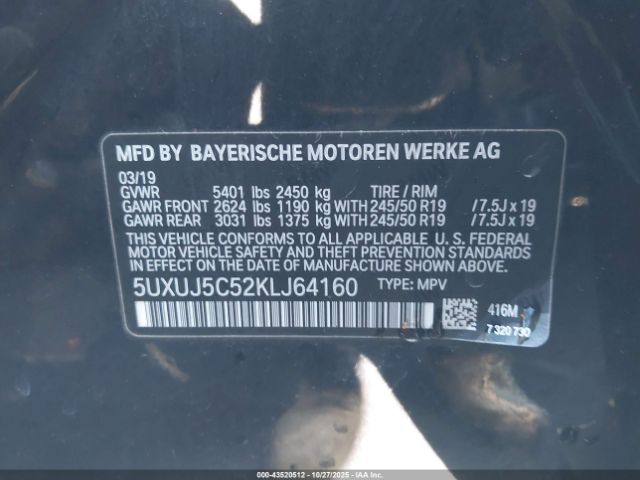 MFD BY BAYERISCHE MOTOREN WERKE AG
03/19
GVWR 5401 lbs 2450 kg TIRE / RIM
GAWR FRONT 2624 lbs 1190 kg WITH 245/50 R19 / 7.5J x 19
GAWR REAR 3031 lbs 1375 kg WITH 245/50 R19 / 7.5J x 19
THIS VEHICLE CONFORMS TO ALL APPLICABLE U. S. FEDERAL
MOTOR VEHICLE SAFETY AND THEFT PREVENTION STANDARDS
IN EFFECT ON THE DATE OF MANUFACTURE SHOWN ABOVE.
5UXUJ5C52KLJ64160 TYPE: MPV
416M
7 320 730
000-43520512 - 10/27/2025 - COPYRIGHT IAA, LLC.